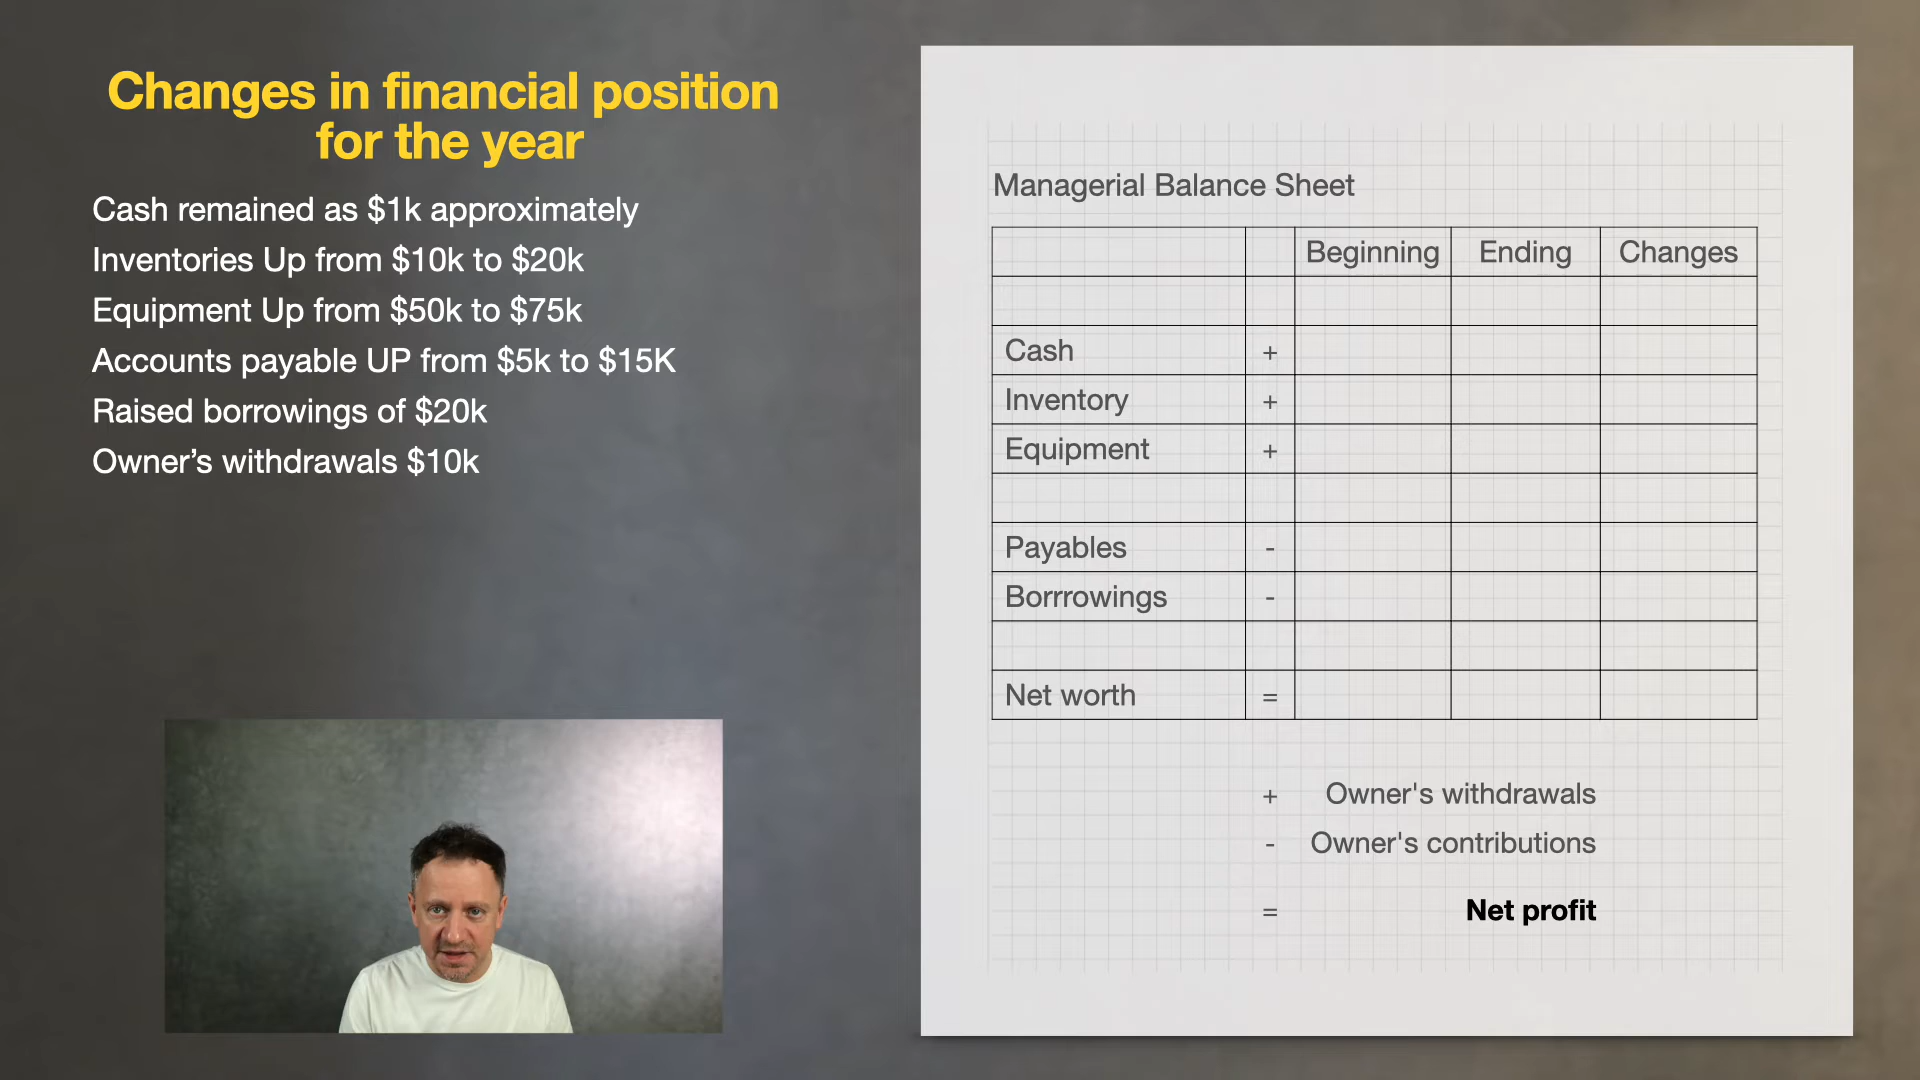 Changes in financial position
for the year
Cash remained as $1k approximately
Inventories Up from $10k to $20k
Equipment Up from $50k to $75k
Accounts payable UP from $5k to $15K
Raised borrowings of $20k
Owner’s withdrawals $10k
Managerial Balance Sheet
Beginning Ending Changes
Cash +
Inventory +
Equipment +
Payables -
Borrrowings -
Net worth =
+ Owner's withdrawals
- Owner's contributions
= Net profit